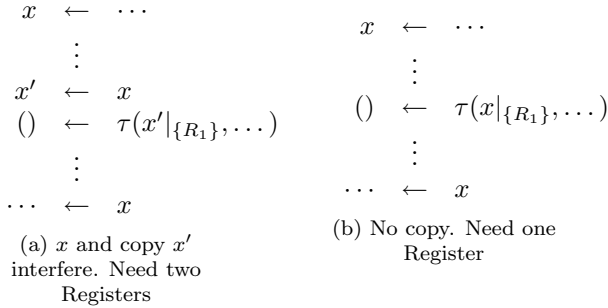 x ← ⋯
⋮
x′ ← x
() ← τ(x′|{R₁}, …)
⋮
⋯ ← x
(a) x and copy x′
interfere. Need two
Registers
x ← ⋯
⋮
() ← τ(x|{R₁}, …)
⋮
⋯ ← x
(b) No copy. Need one
Register